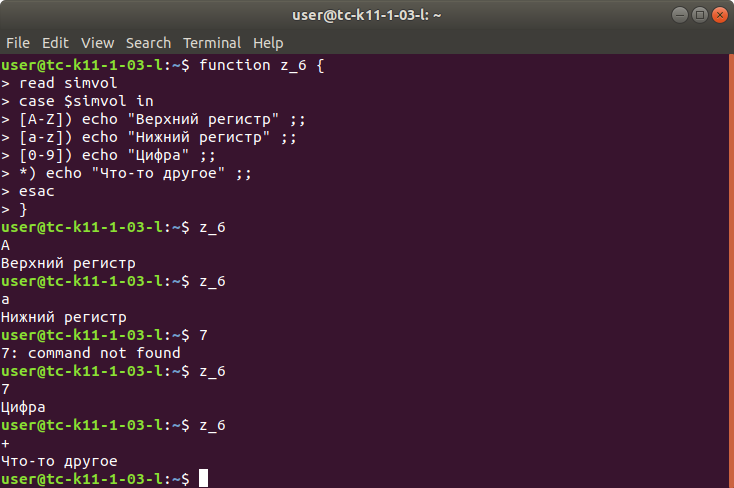 user@tc-k11-1-03-l: ~
File Edit View Search Terminal Help
user@tc-k11-1-03-l:~$ function z_6 {
> read simvol
> case $simvol in
> [A-Z]) echo "Верхний регистр" ;;
> [a-z]) echo "Нижний регистр" ;;
> [0-9]) echo "Цифра" ;;
> *) echo "Что-то другое" ;;
> esac
> }
user@tc-k11-1-03-l:~$ z_6
A
Верхний регистр
user@tc-k11-1-03-l:~$ z_6
a
Нижний регистр
user@tc-k11-1-03-l:~$ 7
7: command not found
user@tc-k11-1-03-l:~$ z_6
7
Цифра
user@tc-k11-1-03-l:~$ z_6
+
Что-то другое
user@tc-k11-1-03-l:~$